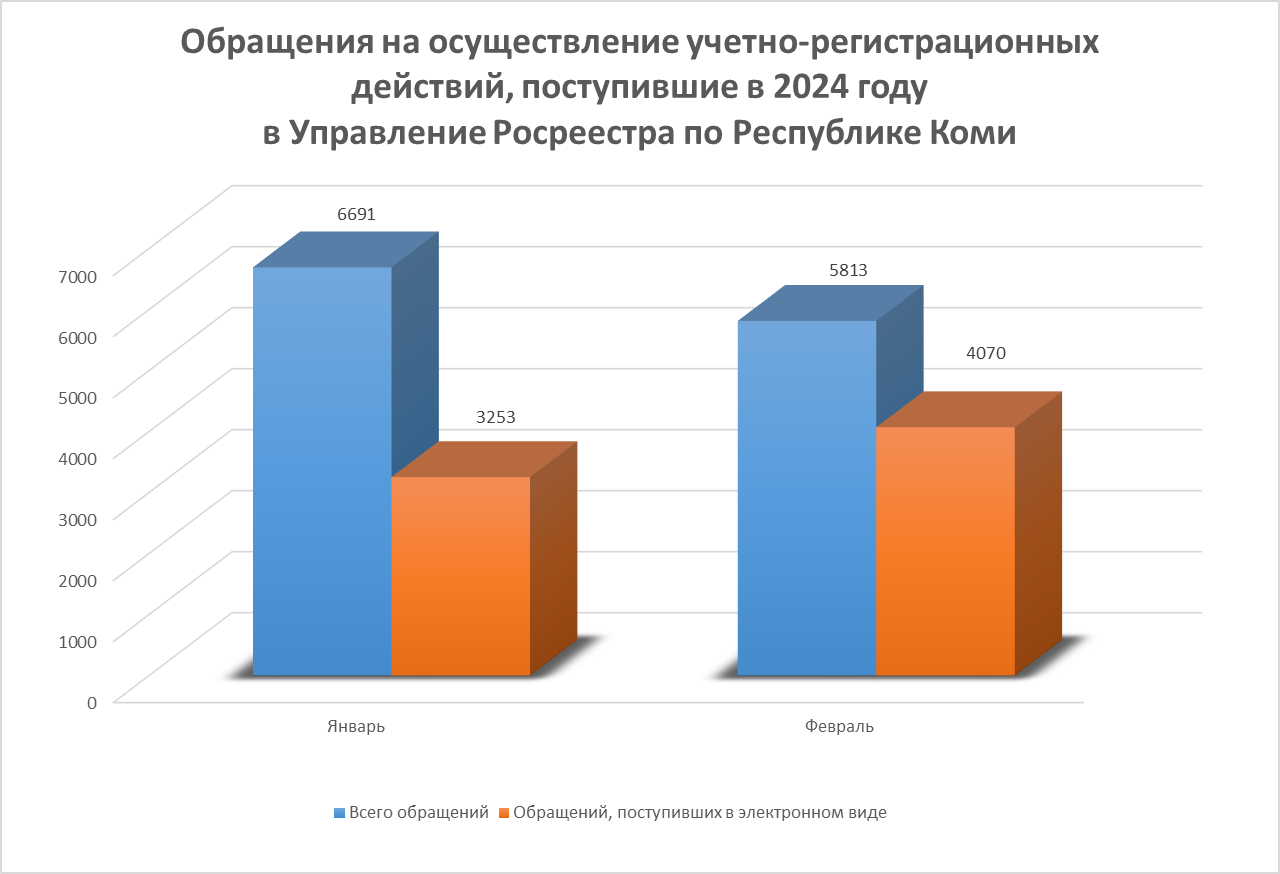 Обращения на осуществление учетно-регистрационных
действий, поступившие в 2024 году
в Управление Росреестра по Республике Коми
6691
5813
7000
4070
6000
5000
3253
4000
3000
2000
1000
0
Январь
Февраль
Всего обращений
Обращений, поступивших в электронном виде